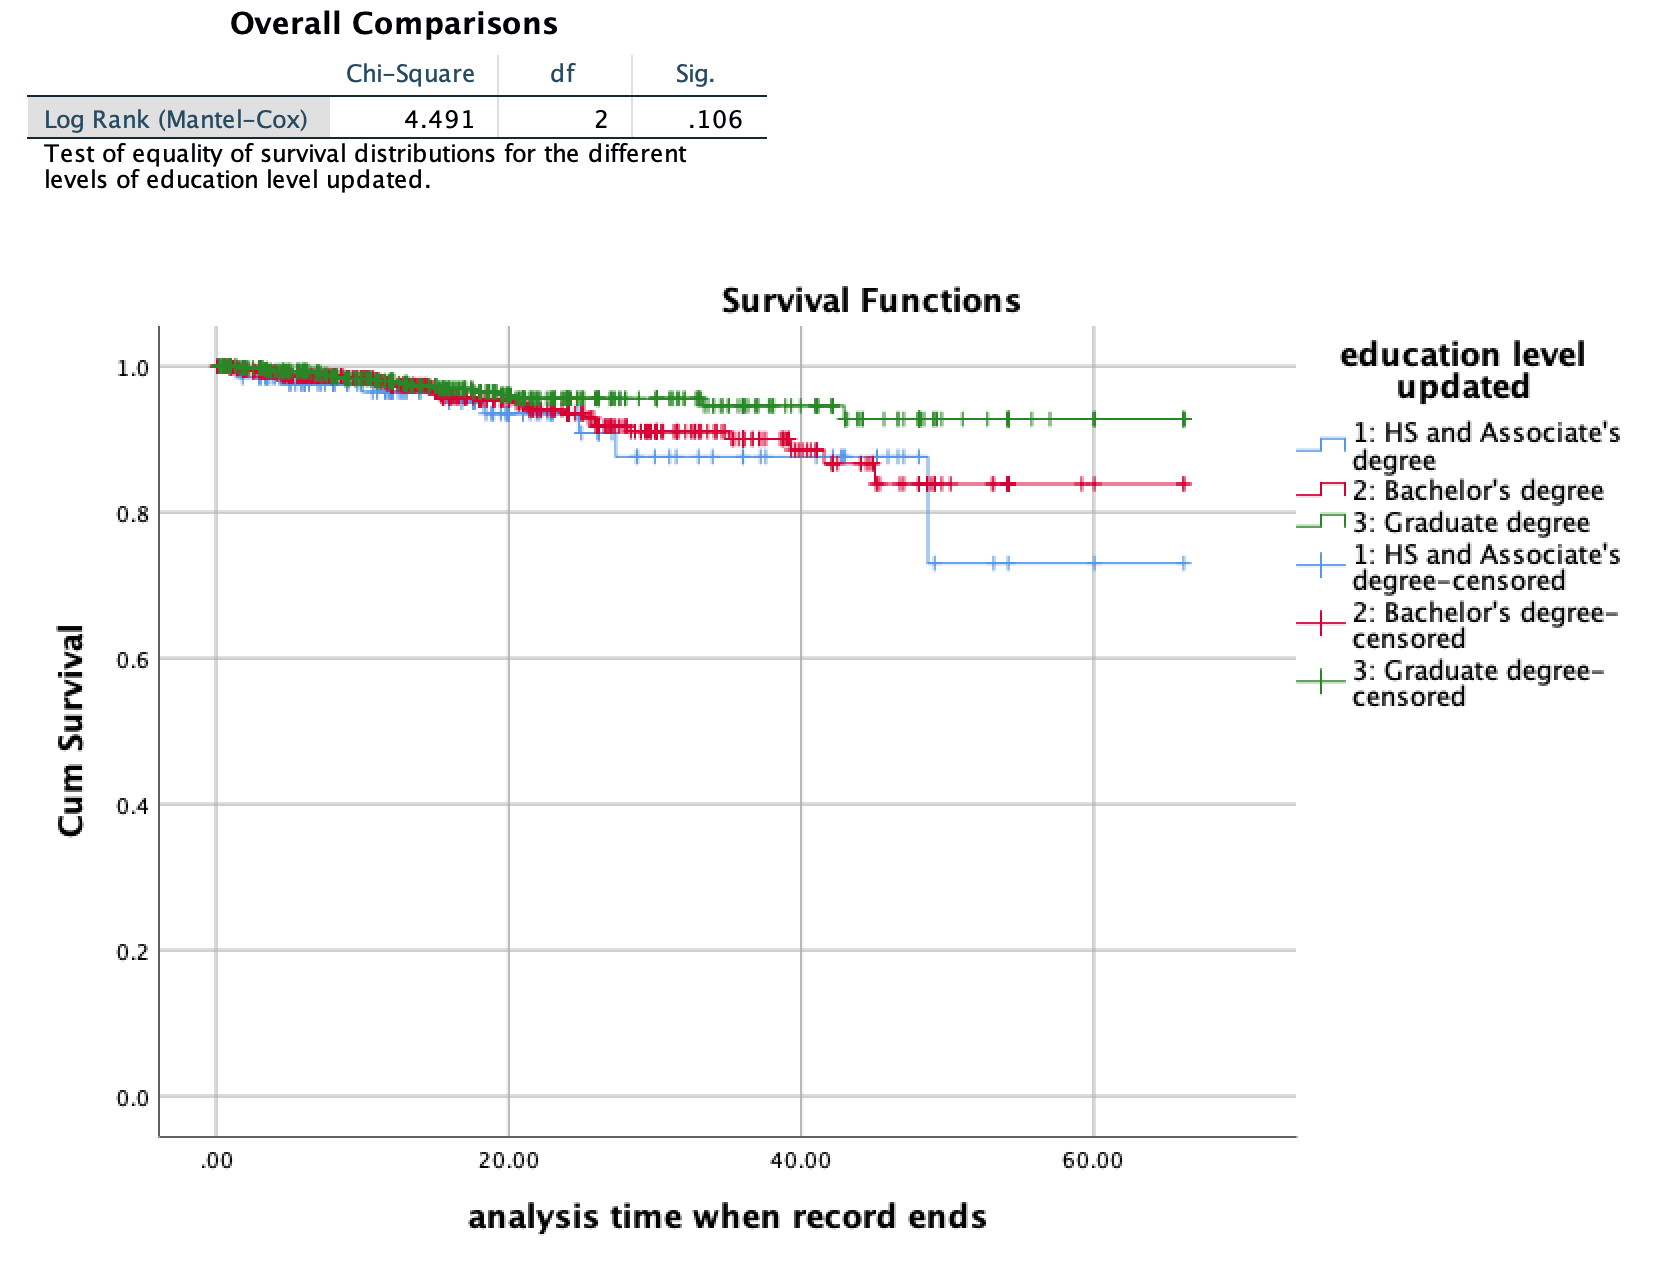 Overall Comparisons
Chi-Square df Sig.
Log Rank (Mantel-Cox) 4.491 2 .106
Test of equality of survival distributions for the different
levels of education level updated.
Survival Functions
education level
updated
1: HS and Associate's
degree
2: Bachelor's degree
3: Graduate degree
1: HS and Associate's
degree-censored
2: Bachelor's degree-
censored
3: Graduate degree-
censored
Cum Survival
1.0
0.8
0.6
0.4
0.2
0.0
.00 20.00 40.00 60.00
analysis time when record ends